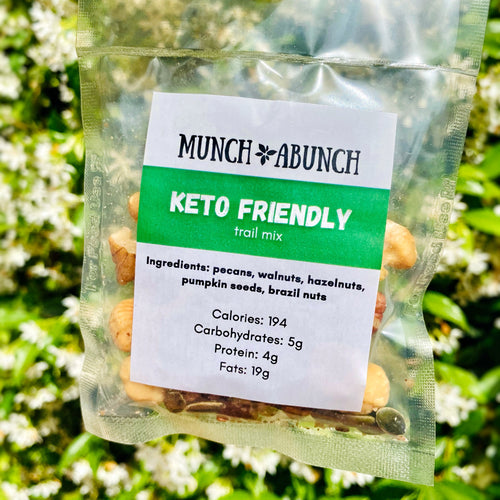 MUNCH ABUNCH
KETO FRIENDLY
trail mix
Ingredients: pecans, walnuts, hazelnuts,
pumpkin seeds, brazil nuts
Calories: 194
Carbohydrates: 5g
Protein: 4g
Fats: 19g